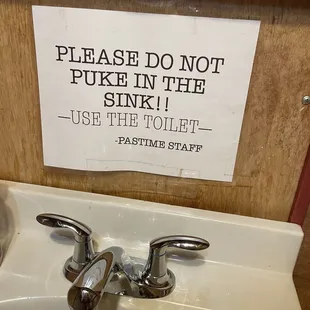 PLEASE DO NOT
PUKE IN THE
SINK!!
—USE THE TOILET—
-PASTIME STAFF